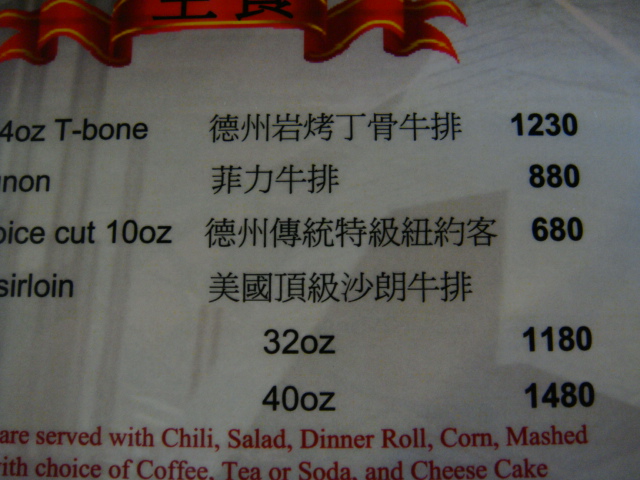 主食
4oz T-bone 德州岩烤丁骨牛排 1230
non 菲力牛排 880
oice cut 10oz 德州傳統特級紐約客 680
sirloin 美國頂級沙朗牛排
32oz 1180
40oz 1480
are served with Chili, Salad, Dinner Roll, Corn, Mashed
ith choice of Coffee, Tea or Soda, and Cheese Cake